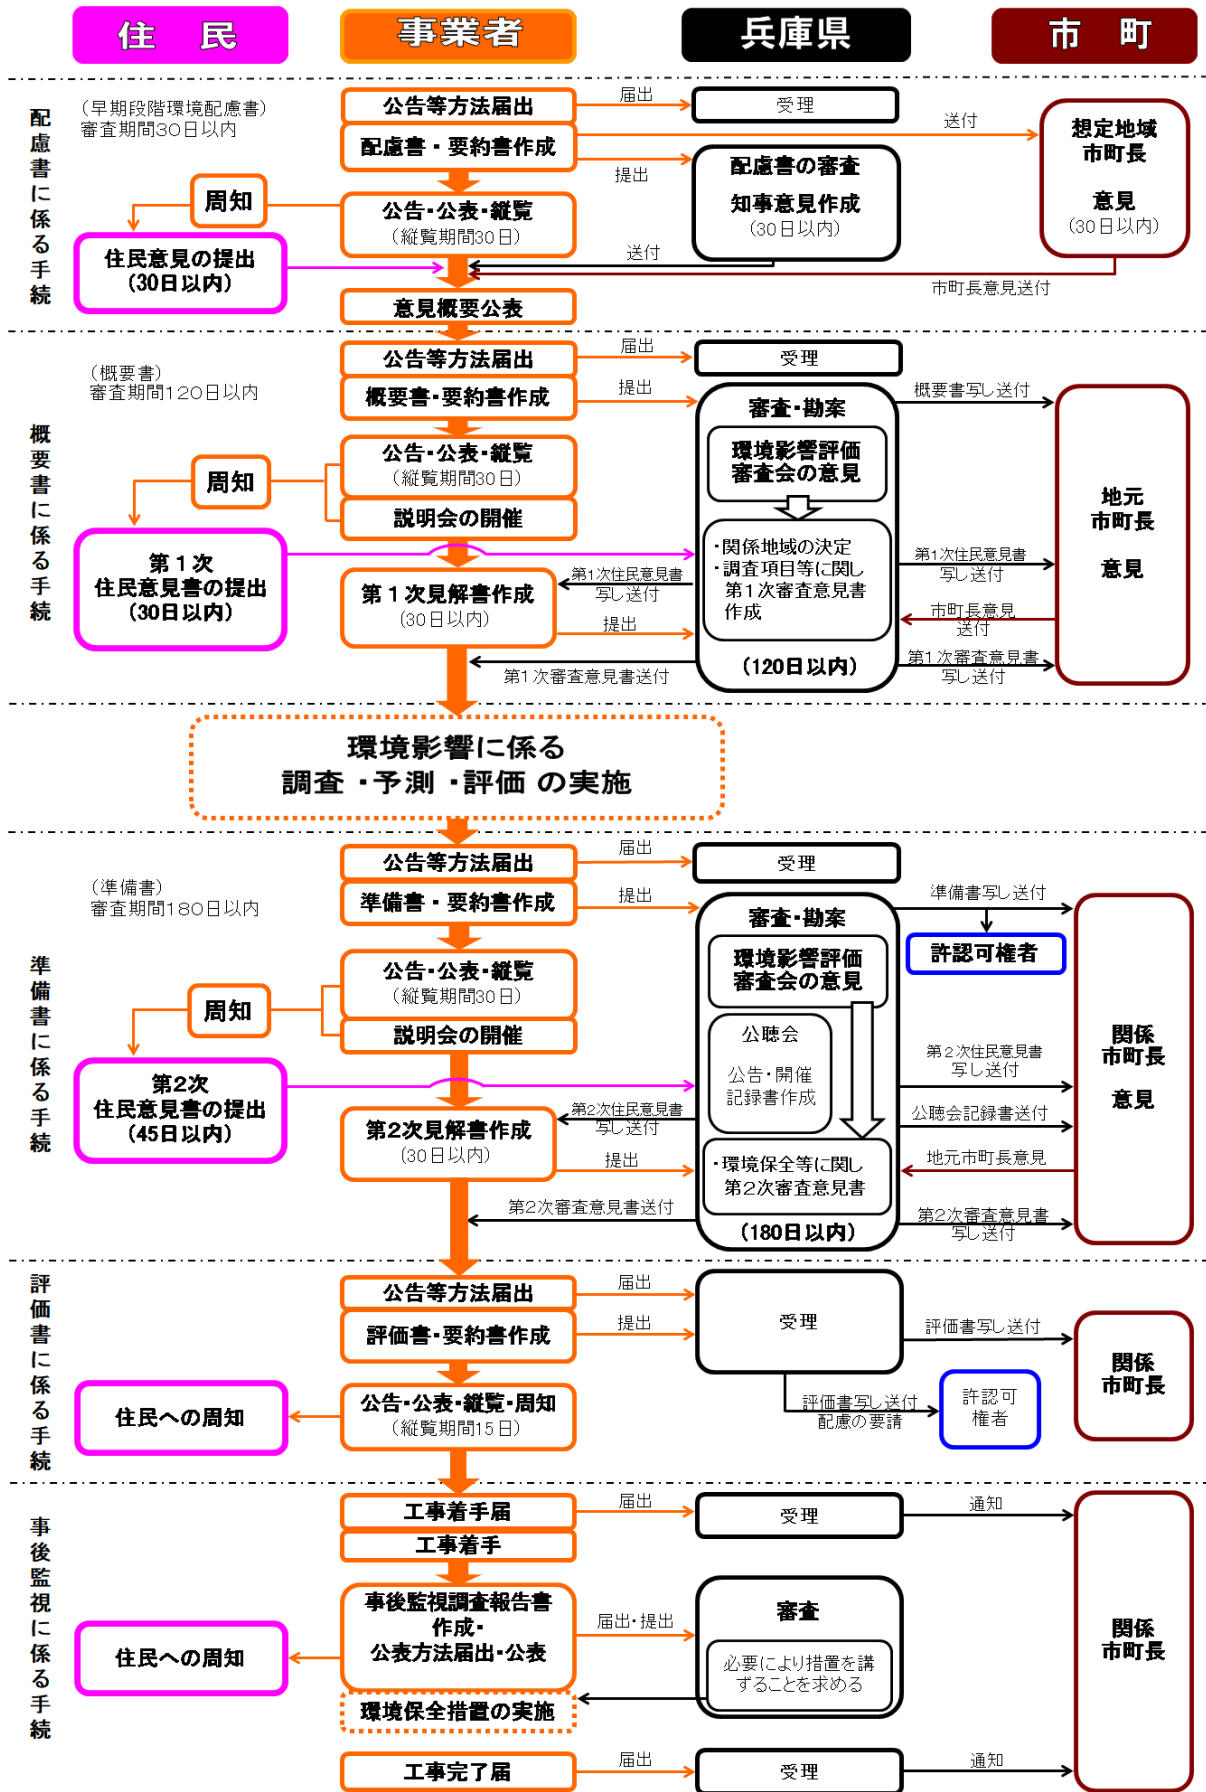 住　民
事業者
兵庫県
市　町
配慮書に係る手続
（早期段階環境配慮書）
審査期間30日以内
公告等方法届出
届出
受理
配慮書・要約書作成
送付
提出
想定地域
市町長
意見
（30日以内）
配慮書の審査
知事意見作成
（30日以内）
周知
公告・公表・縦覧
（縦覧期間30日）
住民意見の提出
（30日以内）
送付
市町長意見送付
意見概要公表
概要書に係る手続
（概要書）
審査期間120日以内
公告等方法届出
届出
受理
概要書・要約書作成
提出
審査・勘案
概要書写し送付
環境影響評価
審査会の意見
周知
公告・公表・縦覧
（縦覧期間30日）
説明会の開催
地元
市町長
意見
第１次
住民意見書の提出
（30日以内）
・関係地域の決定
・調査項目等に関し
第１次審査意見書
作成
第１次住民意見書
写し送付
第１次住民意見書
写し送付
第１次見解書作成
（30日以内）
提出
市町長意見
送付
（120日以内）
第１次審査意見書送付
第１次審査意見書
写し送付
環境影響に係る
調査 ・予測 ・評価 の実施
準備書に係る手続
（準備書）
審査期間180日以内
公告等方法届出
届出
受理
準備書・要約書作成
提出
審査・勘案
準備書写し送付
許認可権者
環境影響評価
審査会の意見
周知
公告・公表・縦覧
（縦覧期間30日）
説明会の開催
公聴会
公告・開催
記録書作成
関係
市町長
意見
第2次
住民意見書の提出
（45日以内）
第２次住民意見書
写し送付
第2次住民意見書
写し送付
公聴会記録書送付
第2次見解書作成
（30日以内）
提出
・環境保全等に関し
第２次審査意見書
地元市町長意見
（180日以内）
第2次審査意見書送付
第2次審査意見書
写し送付
評価書に係る手続
公告等方法届出
届出
受理
評価書・要約書作成
提出
評価書写し送付
関係
市町長
住民への周知
公告・公表・縦覧・周知
（縦覧期間15日）
評価書写し送付
配慮の要請
許認可
権者
事後監視に係る手続
工事着手届
届出
受理
通知
工事着手
事後監視調査報告書
作成・
公表方法届出・公表
届出・提出
審査
必要により措置を講
ずることを求める
住民への周知
関係
市町長
環境保全措置の実施
工事完了届
届出
受理
通知